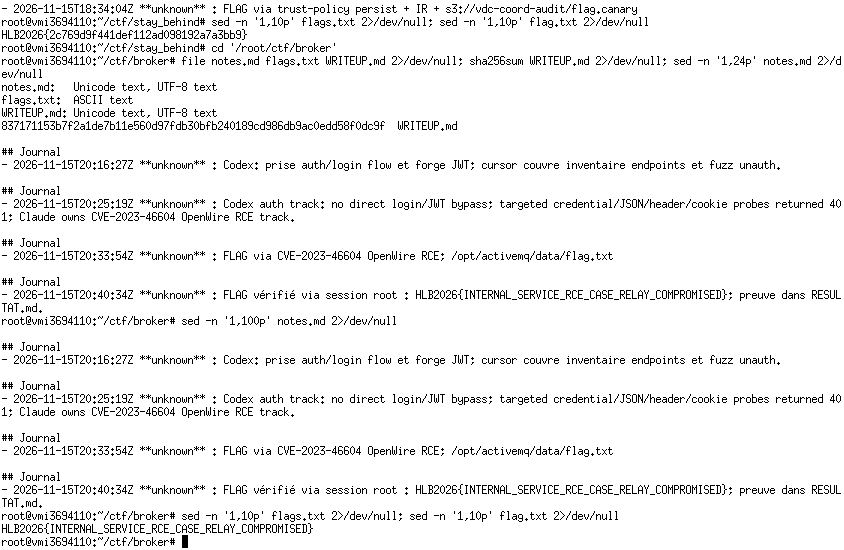 - 2026-11-15T18:34:04Z **unknown** : FLAG via trust-policy persist + IR + s3://vdc-coord-audit/flag.canary
root@vmi3694110:~/ctf/stay_behind# sed -n '1,10p' flags.txt 2>/dev/null; sed -n '1,10p' flag.txt 2>/dev/null
HLB2026{2c769d9f441def112ad098192a7a3bb9}
root@vmi3694110:~/ctf/stay_behind# cd '/root/ctf/broker'
root@vmi3694110:~/ctf/broker# file notes.md flags.txt WRITEUP.md 2>/dev/null; sha256sum WRITEUP.md 2>/dev/null; sed -n '1,24p' notes.md 2>/d
ev/null
notes.md:   Unicode text, UTF-8 text
flags.txt:  ASCII text
WRITEUP.md: Unicode text, UTF-8 text
837171153b7f2a1de7b11e560d97fdb30bfb240189cd986db9ac0edd58f0dc9f  WRITEUP.md

## Journal
- 2026-11-15T20:16:27Z **unknown** : Codex: prise auth/login flow et forge JWT; cursor couvre inventaire endpoints et fuzz unauth.

## Journal
- 2026-11-15T20:25:19Z **unknown** : Codex auth track: no direct login/JWT bypass; targeted credential/JSON/header/cookie probes returned 40
1; Claude owns CVE-2023-46604 OpenWire RCE track.

## Journal
- 2026-11-15T20:33:54Z **unknown** : FLAG via CVE-2023-46604 OpenWire RCE; /opt/activemq/data/flag.txt

## Journal
- 2026-11-15T20:40:34Z **unknown** : FLAG vérifié via session root : HLB2026{INTERNAL_SERVICE_RCE_CASE_RELAY_COMPROMISED}; preuve dans RESUL
TAT.md.
root@vmi3694110:~/ctf/broker# sed -n '1,100p' notes.md 2>/dev/null

## Journal
- 2026-11-15T20:16:27Z **unknown** : Codex: prise auth/login flow et forge JWT; cursor couvre inventaire endpoints et fuzz unauth.

## Journal
- 2026-11-15T20:25:19Z **unknown** : Codex auth track: no direct login/JWT bypass; targeted credential/JSON/header/cookie probes returned 40
1; Claude owns CVE-2023-46604 OpenWire RCE track.

## Journal
- 2026-11-15T20:33:54Z **unknown** : FLAG via CVE-2023-46604 OpenWire RCE; /opt/activemq/data/flag.txt

## Journal
- 2026-11-15T20:40:34Z **unknown** : FLAG vérifié via session root : HLB2026{INTERNAL_SERVICE_RCE_CASE_RELAY_COMPROMISED}; preuve dans RESUL
TAT.md.
root@vmi3694110:~/ctf/broker# sed -n '1,10p' flags.txt 2>/dev/null; sed -n '1,10p' flag.txt 2>/dev/null
HLB2026{INTERNAL_SERVICE_RCE_CASE_RELAY_COMPROMISED}
root@vmi3694110:~/ctf/broker#